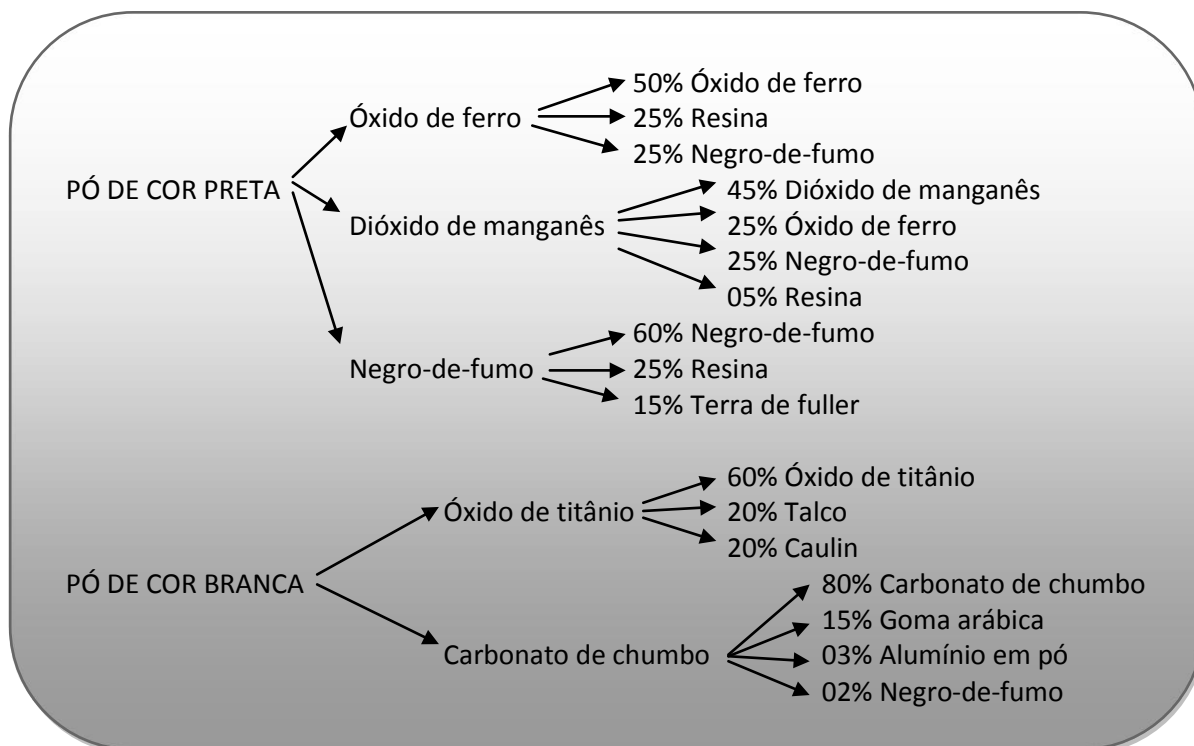 PÓ DE COR PRETA
Óxido de ferro
50% Óxido de ferro
25% Resina
25% Negro-de-fumo
Dióxido de manganês
45% Dióxido de manganês
25% Óxido de ferro
25% Negro-de-fumo
05% Resina
Negro-de-fumo
60% Negro-de-fumo
25% Resina
15% Terra de fuller
PÓ DE COR BRANCA
Óxido de titânio
60% Óxido de titânio
20% Talco
20% Caulin
Carbonato de chumbo
80% Carbonato de chumbo
15% Goma arábica
03% Alumínio em pó
02% Negro-de-fumo